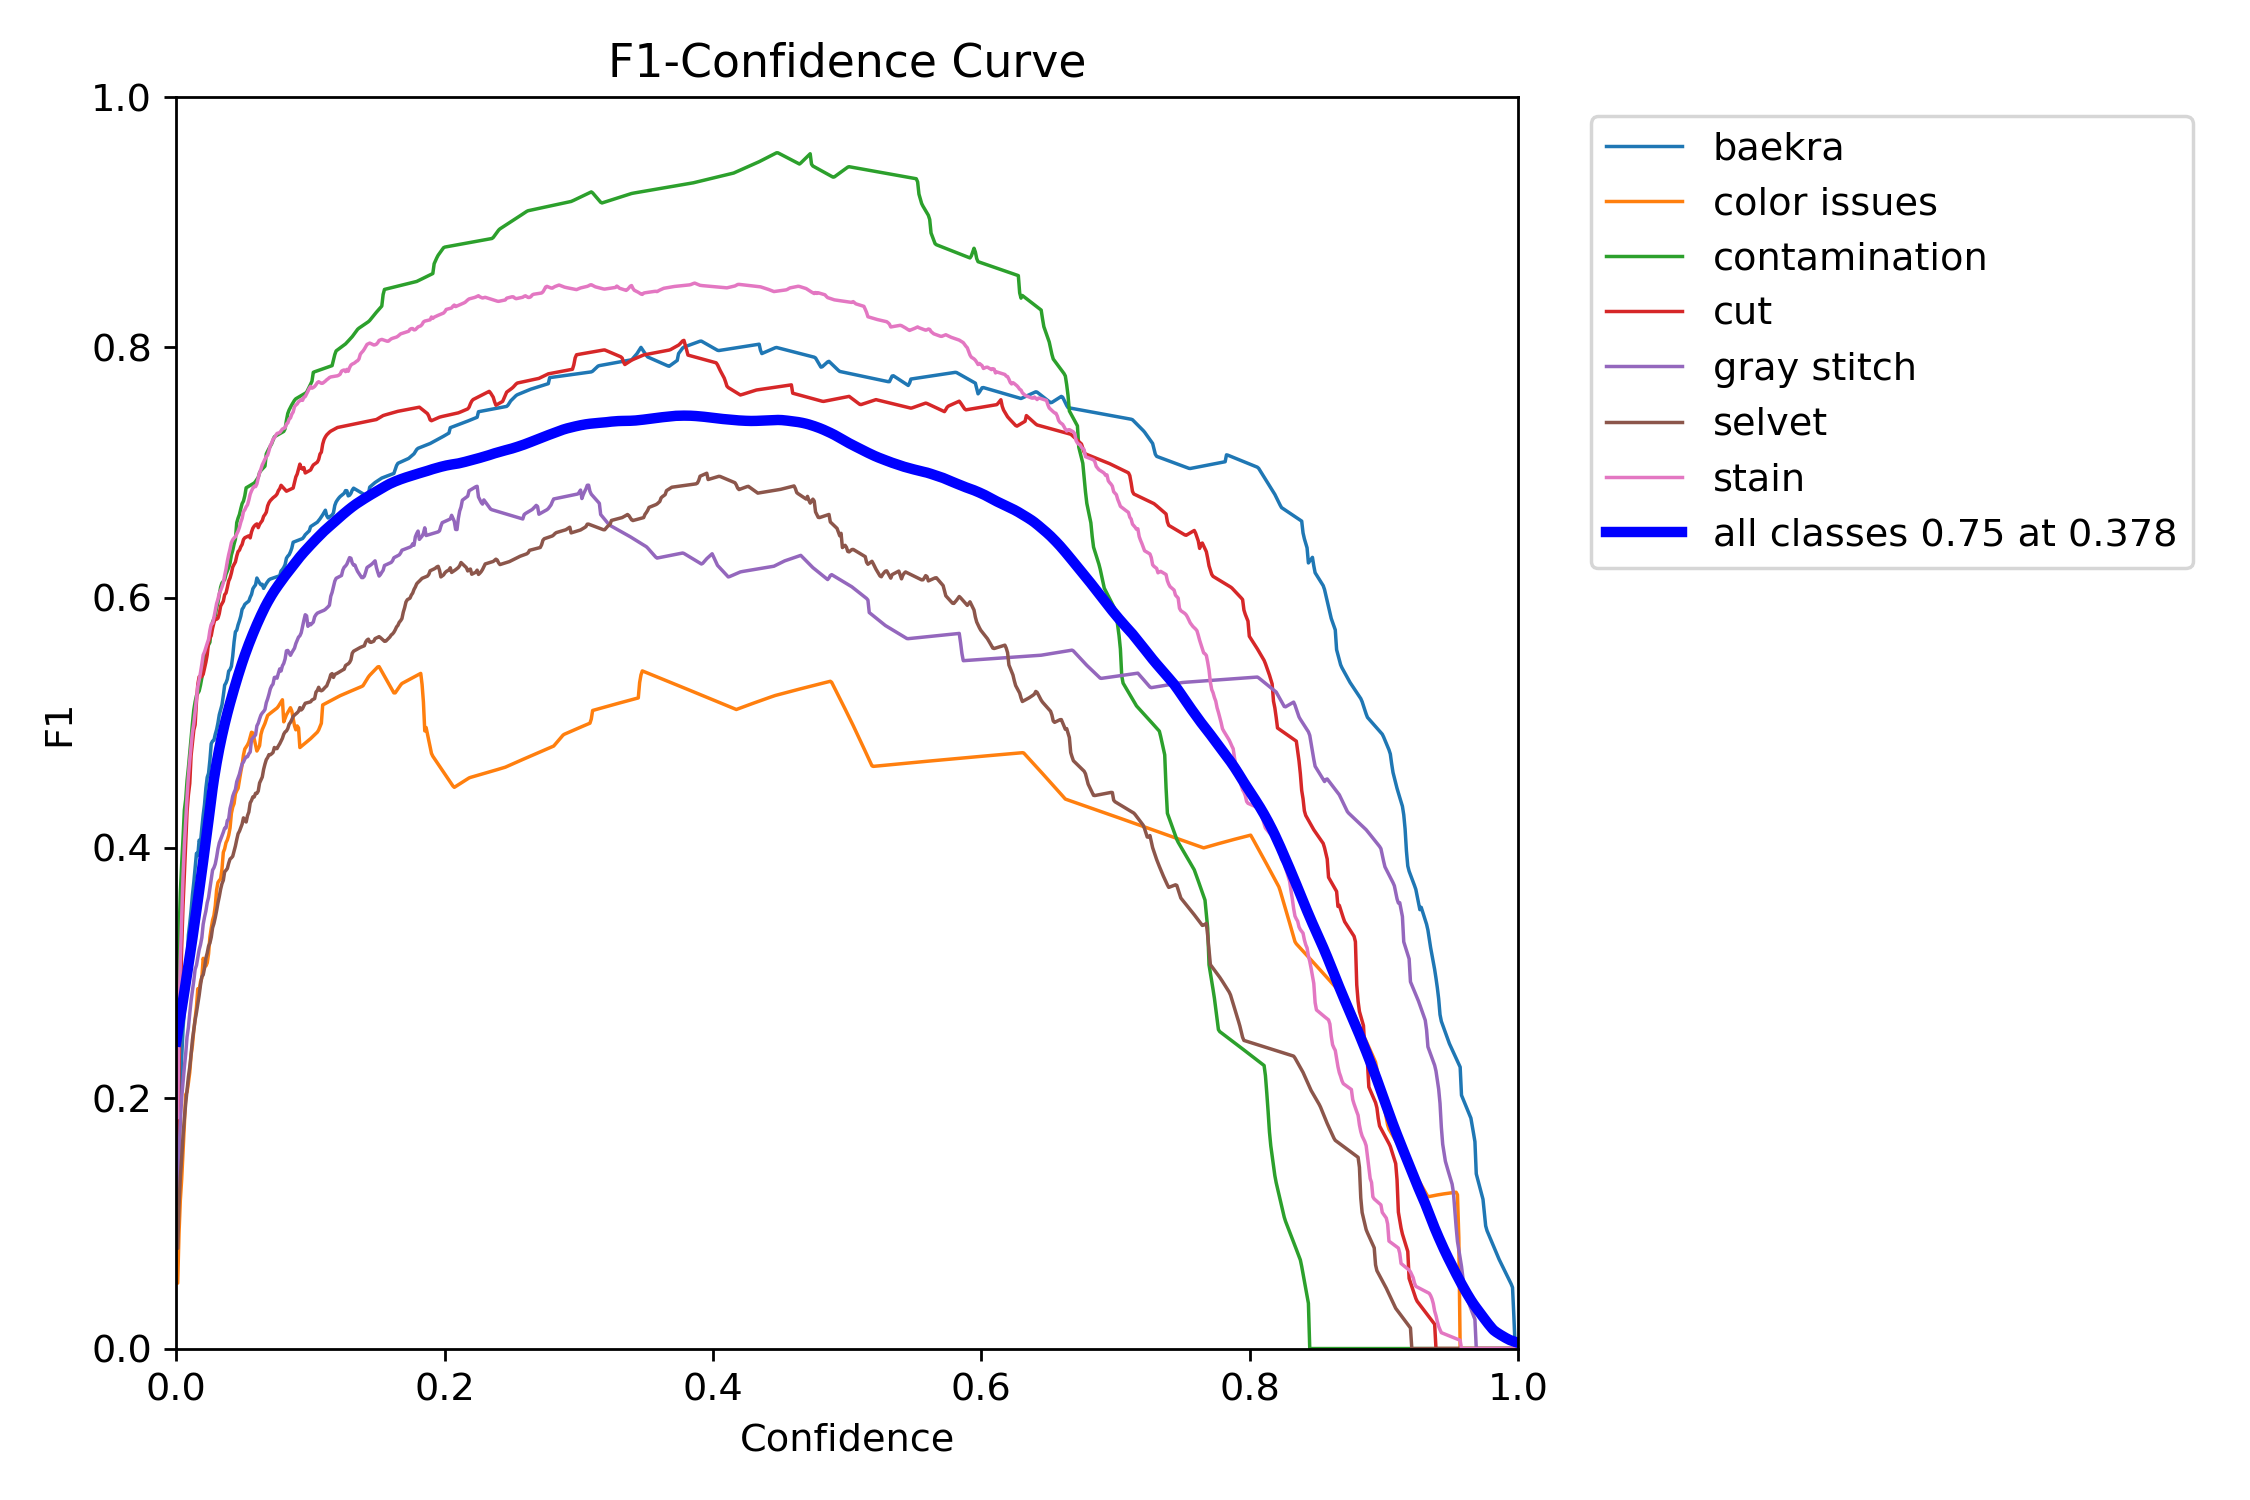 F1-Confidence Curve
1.0
0.8
0.6
0.4
0.2
0.0
F1
0.0 0.2 0.4 0.6 0.8 1.0
Confidence
baekra
color issues
contamination
cut
gray stitch
selvet
stain
all classes 0.75 at 0.378